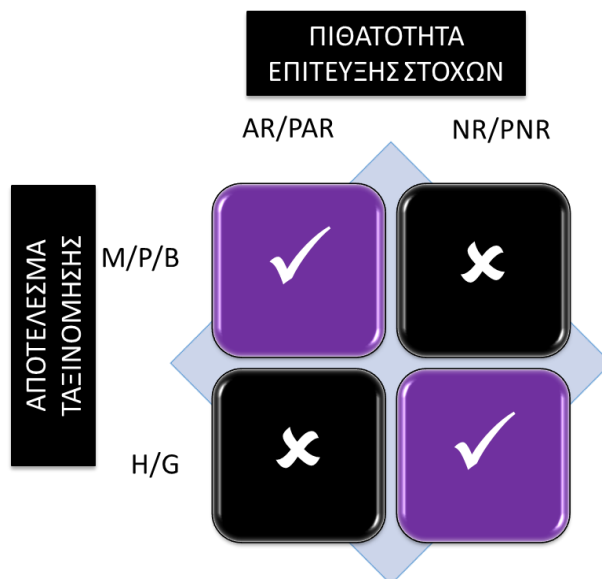 ΠΙΘΑΤΟΤΗΤΑ
ΕΠΙΤΕΥΞΗΣ ΣΤΟΧΩΝ
AR/PAR NR/PNR
ΑΠΟΤΕΛΕΣΜΑ
ΤΑΞΙΝΟΜΗΣΗΣ
M/P/B
H/G